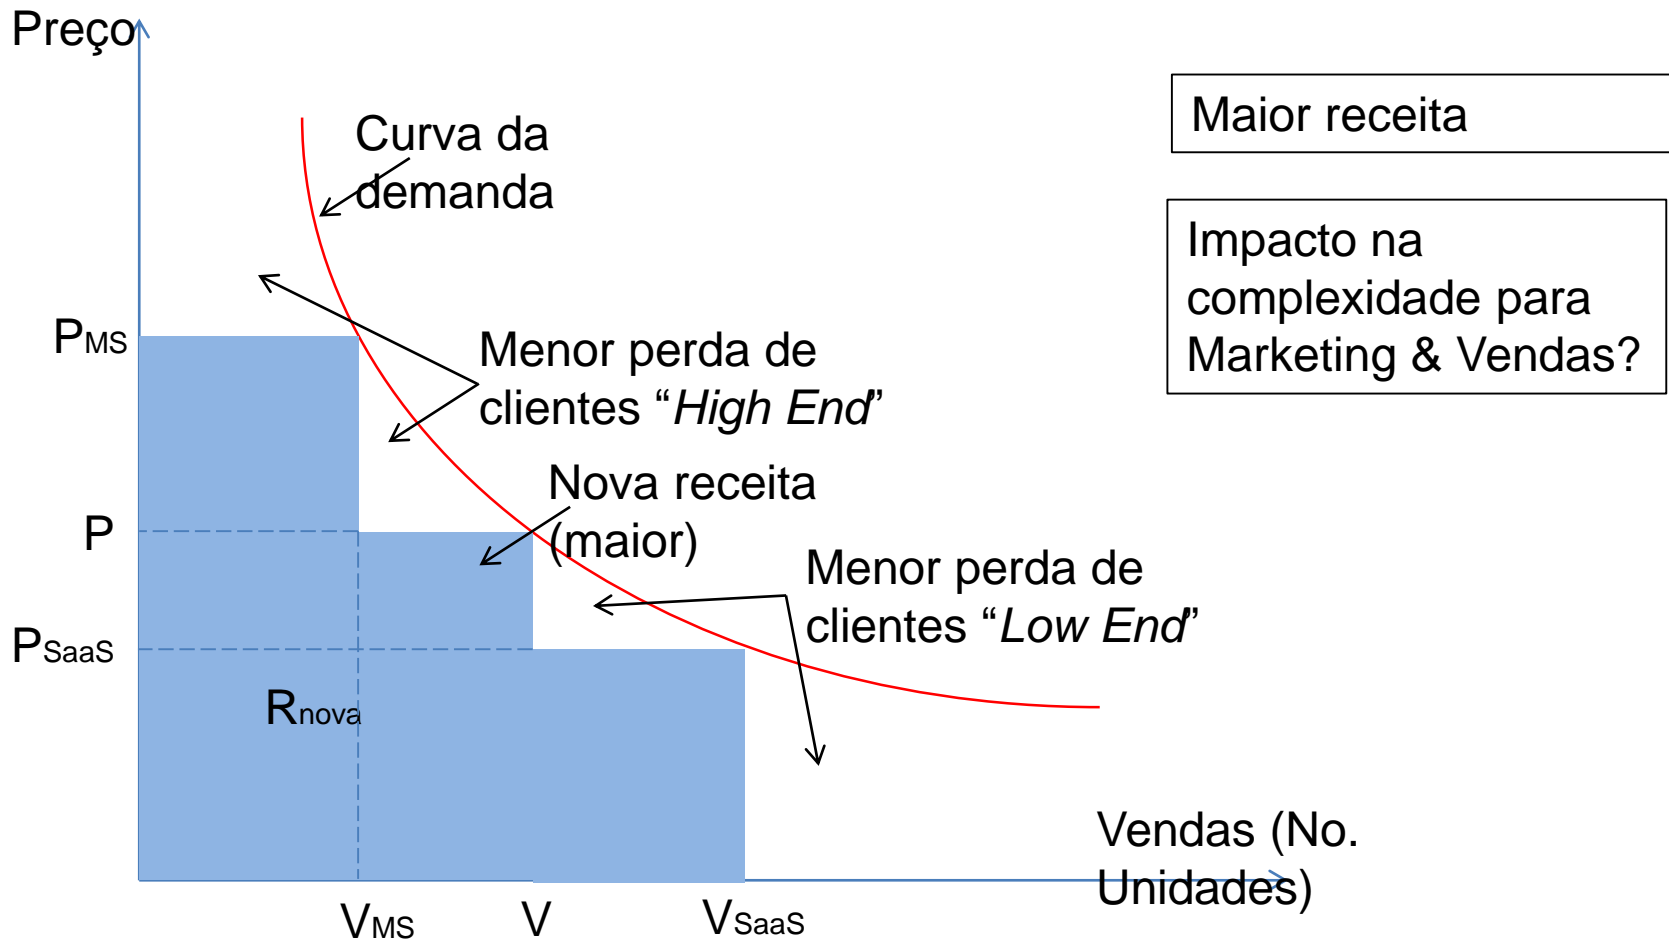 Preço
Maior receita
Curva da
demanda
Impacto na
complexidade para
Marketing & Vendas?
PMS
Menor perda de
clientes “High End”
Nova receita
(maior)
P
Menor perda de
clientes “Low End”
PSaaS
Rnova
Vendas (No.
Unidades)
VMS
V
VSaaS